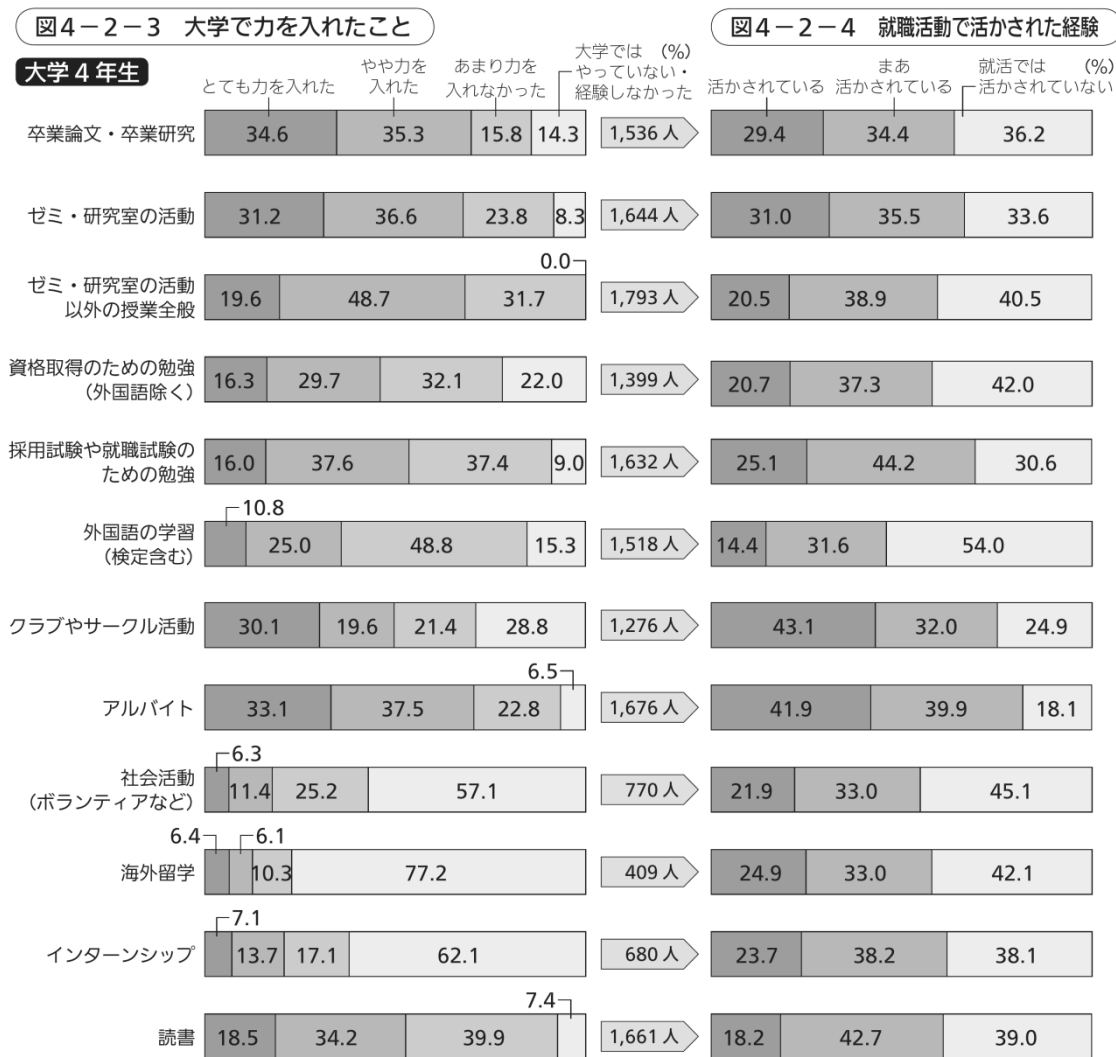 図4－2－3　大学で力を入れたこと
図4－2－4　就職活動で活かされた経験
大学4年生
とても力を入れた
やや力を
入れた
あまり力を
入れなかった
大学では
やっていない・
経験しなかった
(%)
活かされている
まあ
活かされている
就活では
活かされていない
(%)
卒業論文・卒業研究 34.6 35.3 15.8 14.3 1,536人 29.4 34.4 36.2
ゼミ・研究室の活動 31.2 36.6 23.8 8.3 1,644人 31.0 35.5 33.6
0.0
ゼミ・研究室の活動
以外の授業全般
19.6 48.7 31.7 1,793人 20.5 38.9 40.5
資格取得のための勉強
（外国語除く）
16.3 29.7 32.1 22.0 1,399人 20.7 37.3 42.0
採用試験や就職試験の
ための勉強
16.0 37.6 37.4 9.0 1,632人 25.1 44.2 30.6
10.8
外国語の学習
（検定含む）
25.0 48.8 15.3 1,518人 14.4 31.6 54.0
クラブやサークル活動 30.1 19.6 21.4 28.8 1,276人 43.1 32.0 24.9
6.5
アルバイト 33.1 37.5 22.8 1,676人 41.9 39.9 18.1
6.3
社会活動
（ボランティアなど）
11.4 25.2 57.1 770人 21.9 33.0 45.1
6.4 6.1
海外留学 10.3 77.2 409人 24.9 33.0 42.1
7.1
インターンシップ 13.7 17.1 62.1 680人 23.7 38.2 38.1
7.4
読書 18.5 34.2 39.9 1,661人 18.2 42.7 39.0